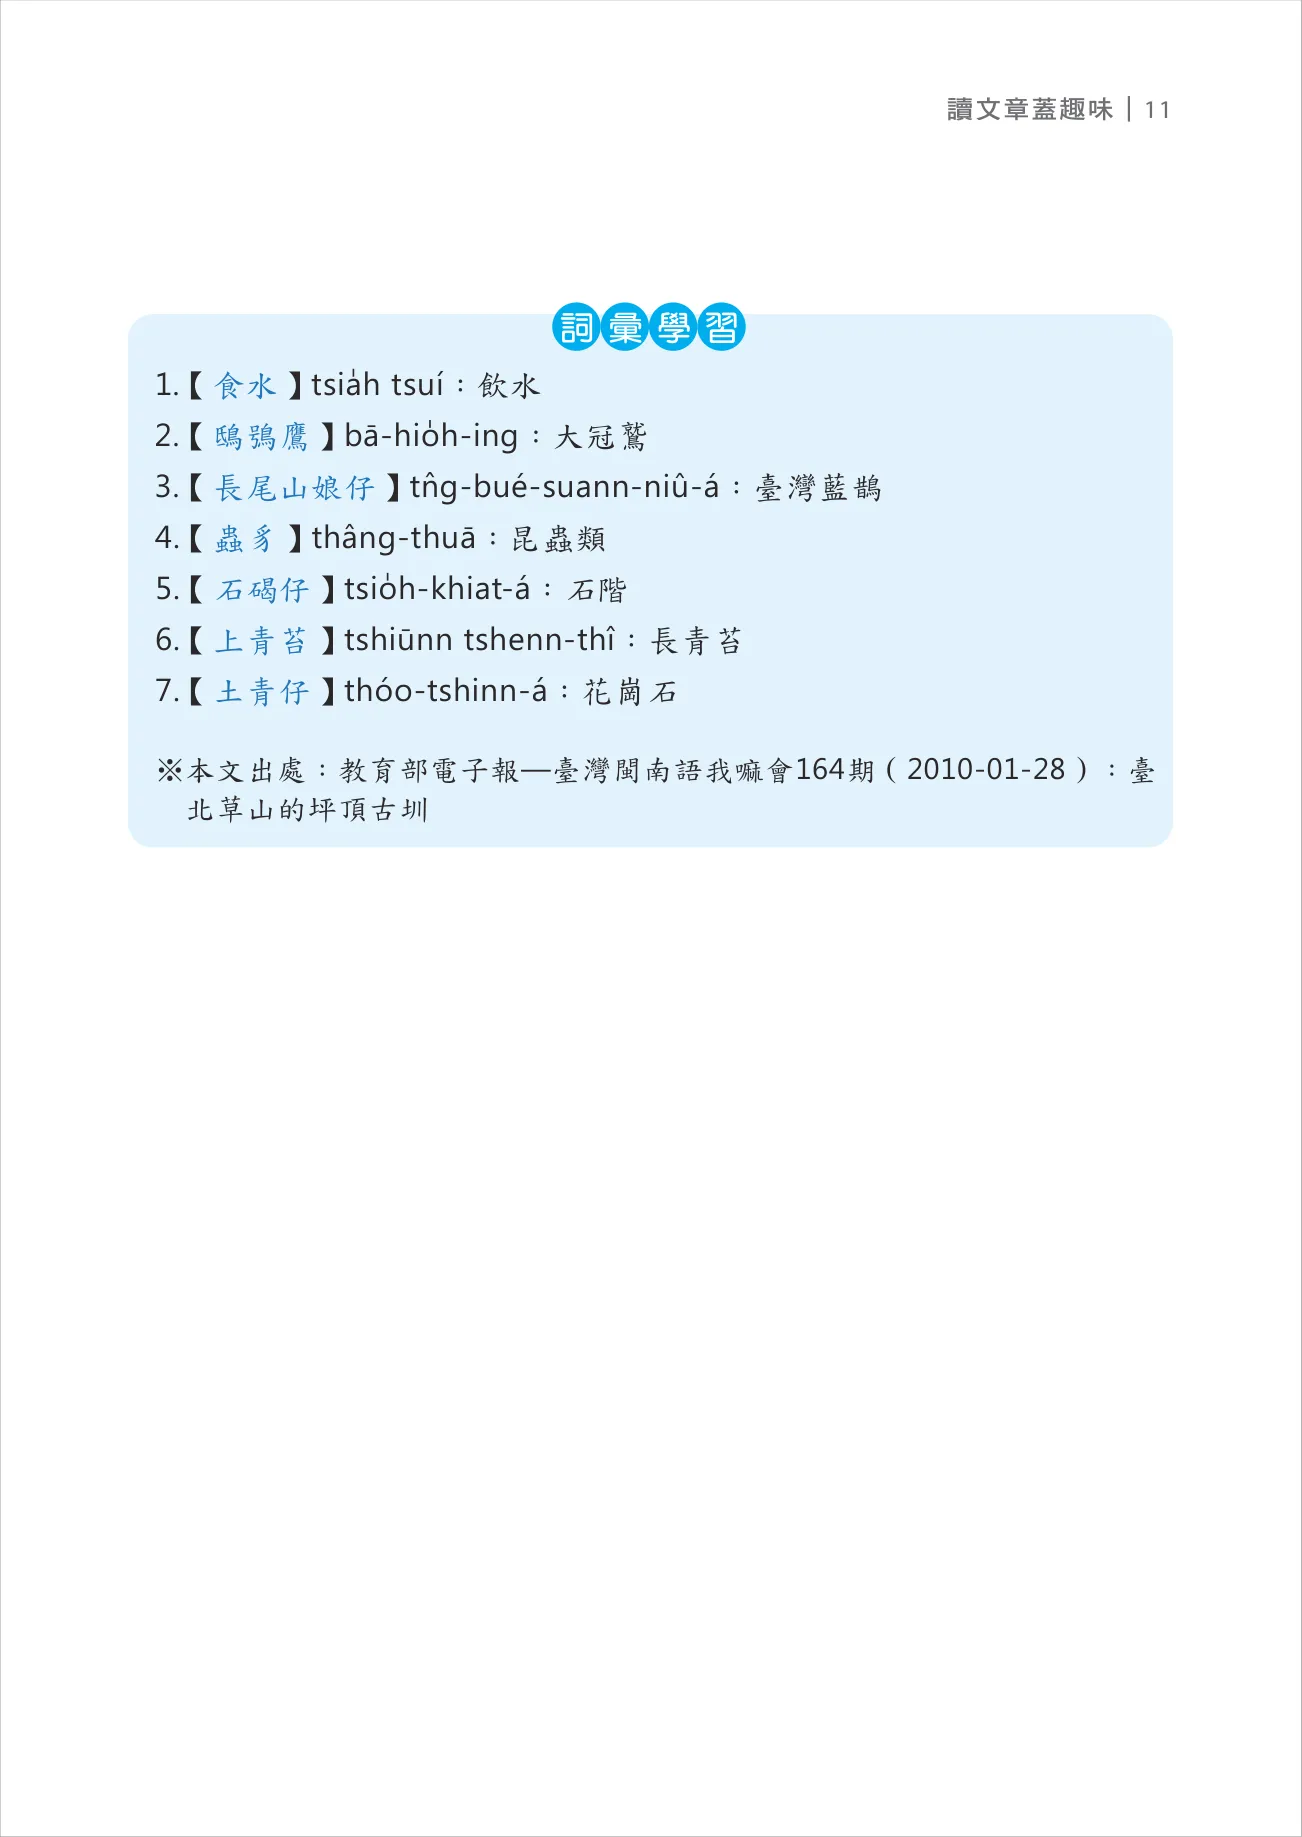 讀文章蓋趣味｜11
詞彙學習
1.【食水】tsia̍h tsuí：飲水
2.【鴟鴞鷹】bā-hio̍h-ing：大冠鷲
3.【長尾山娘仔】tn̂g-bué-suann-niû-á：臺灣藍鵲
4.【蟲豸】thâng-thuā：昆蟲類
5.【石碣仔】tsio̍h-khiat-á：石階
6.【上青苔】tshiūnn tshenn-thî：長青苔
7.【土青仔】thóo-tshinn-á：花崗石
※本文出處：教育部電子報—臺灣閩南語我嘛會164期（2010-01-28）：臺
北草山的坪頂古圳